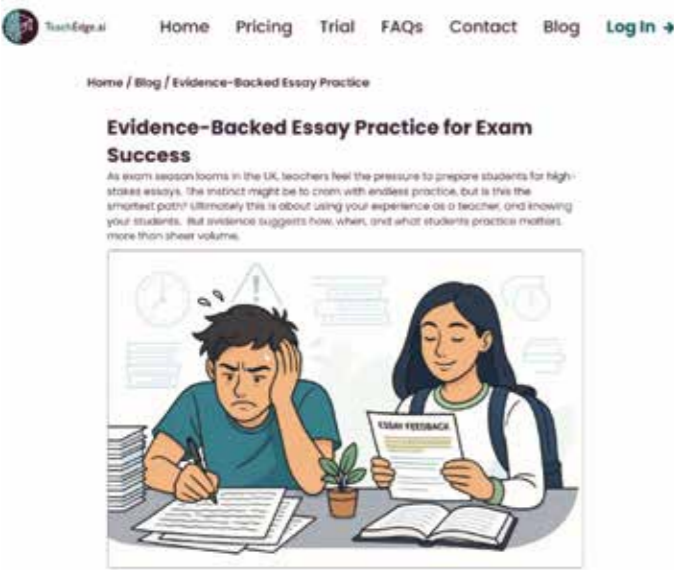 TeachEdge.ai
Home Pricing Trial FAQs Contact Blog Log In →
Home / Blog / Evidence-Backed Essay Practice
Evidence-Backed Essay Practice for Exam
Success
As exam season looms in the UK, teachers feel the pressure to prepare students for high-
stakes essays. The instinct might be to cram with endless practice, but is this the
smartest path? Ultimately this is about using your experience as a teacher, and knowing
your students. But evidence suggests how, when, and what students practice matters
more than sheer volume.
ESSAY FEEDBACK